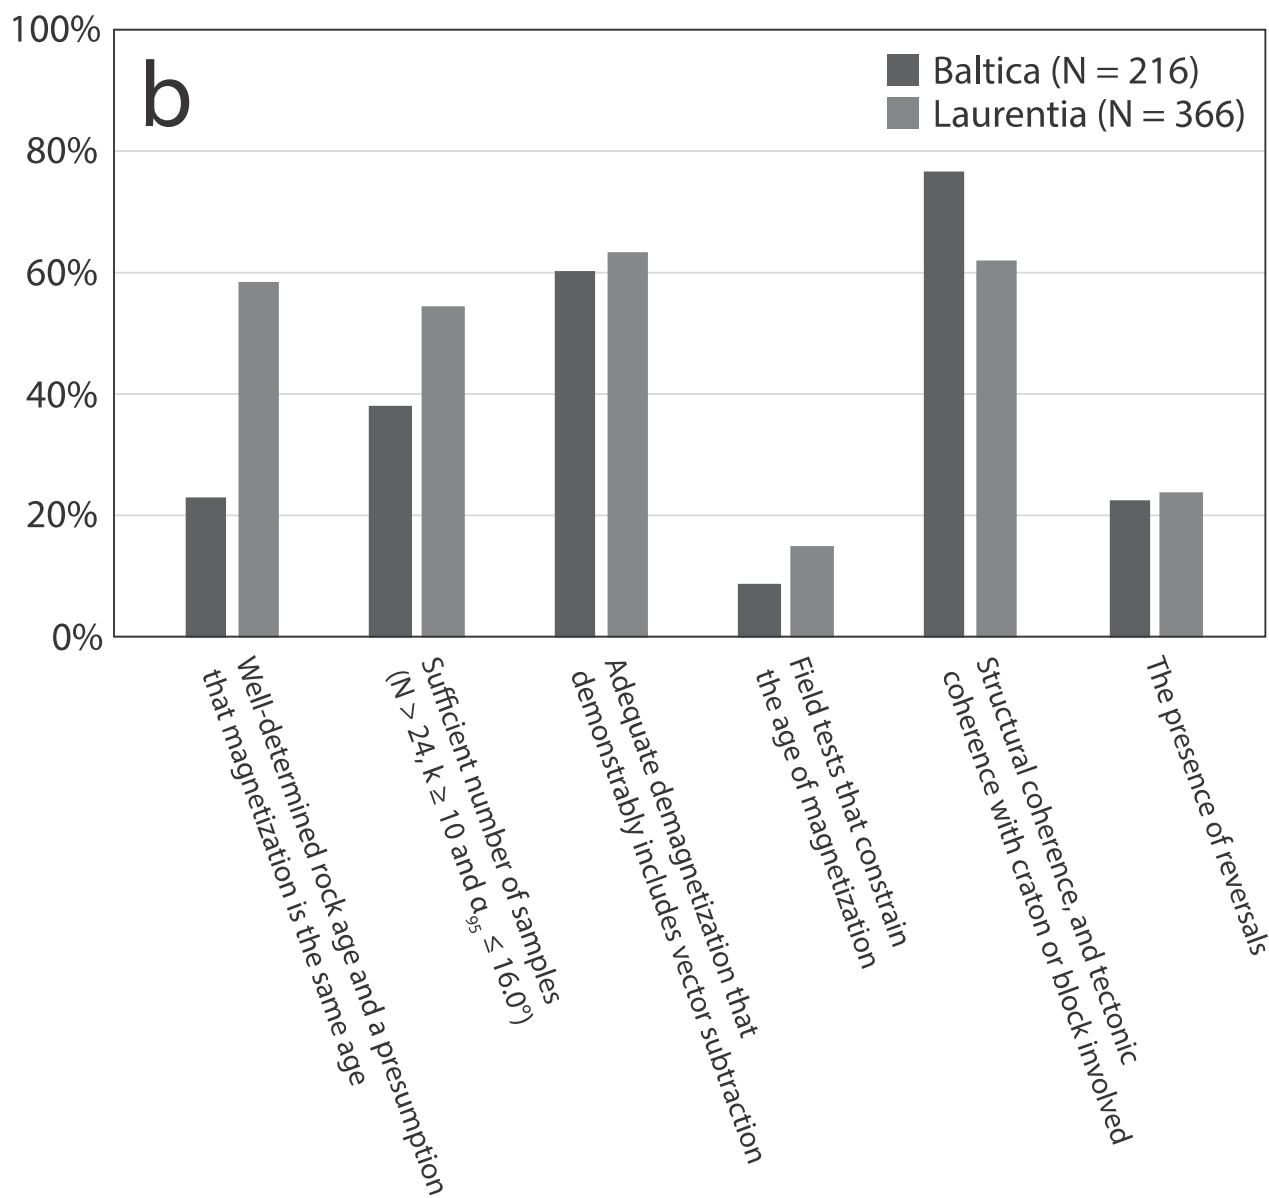 100%
80%
60%
40%
20%
0%
b
Baltica (N = 216)
Laurentia (N = 366)
Well-determined rock age and a presumption
that magnetization is the same age
Sufficient number of samples
(N > 24, k ≥ 10 and α95 ≤ 16.0°)
Adequate demagnetization that
demonstrably includes vector subtraction
Field tests that constrain
the age of magnetization
Structural coherence, and tectonic
coherence with craton or block involved
The presence of reversals